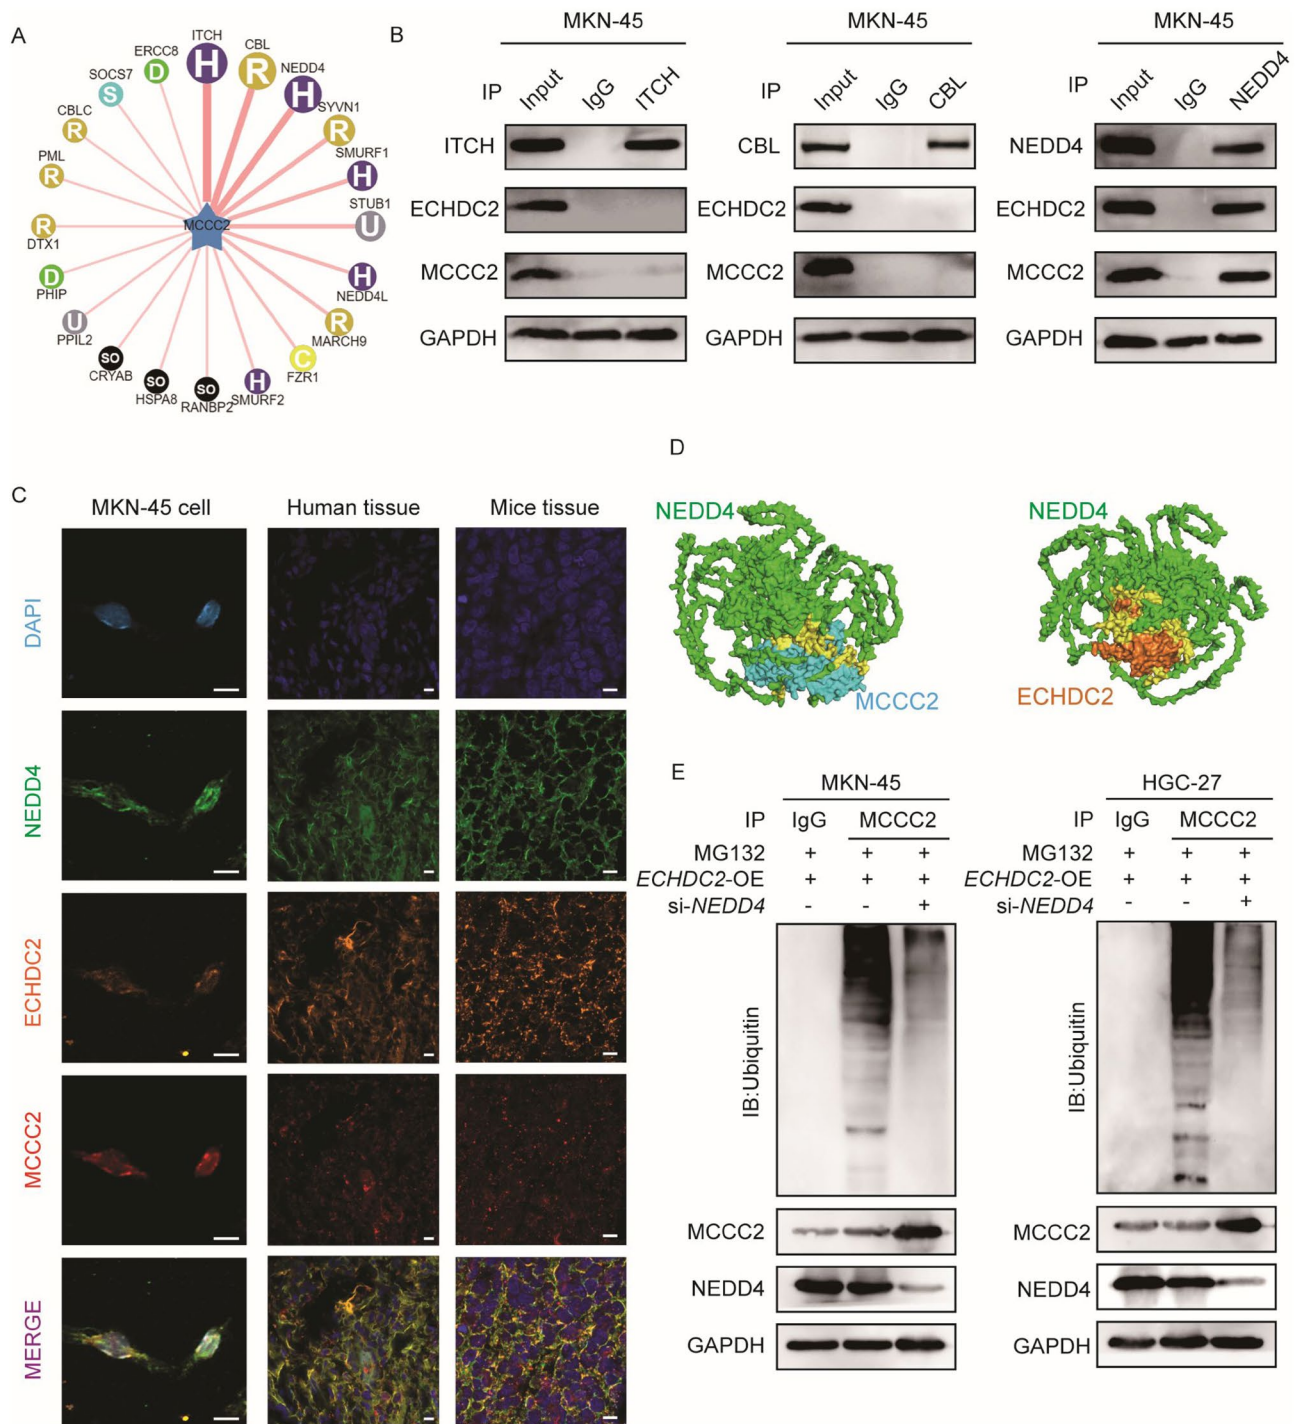 A
ITCH
H
CBL
R
NEDD4
H
SYVN1
R
SMURF1
H
STUB1
U
H
NEDD4L
R
MARCH9
C
FZR1
H
SMURF2
SO
RANBP2
SO
HSPA8
SO
CRYAB
U
PPIL2
D
PHIP
R
DTX1
PML
R
CBLC
R
SOCS7
S
ERCC8
D
MCCC2
B
MKN-45
IP Input IgG ITCH
ITCH
ECHDC2
MCCC2
GAPDH
MKN-45
IP Input IgG CBL
CBL
ECHDC2
MCCC2
GAPDH
MKN-45
IP Input IgG NEDD4
NEDD4
ECHDC2
MCCC2
GAPDH
C
MKN-45 cell Human tissue Mice tissue
DAPI
NEDD4
ECHDC2
MCCC2
MERGE
D
NEDD4
MCCC2
NEDD4
ECHDC2
E
MKN-45
IP IgG MCCC2
MG132 + + +
ECHDC2-OE + + +
si-NEDD4 - - +
IB:Ubiquitin
MCCC2
NEDD4
GAPDH
HGC-27
IP IgG MCCC2
MG132 + + +
ECHDC2-OE + + +
si-NEDD4 - - +
IB:Ubiquitin
MCCC2
NEDD4
GAPDH